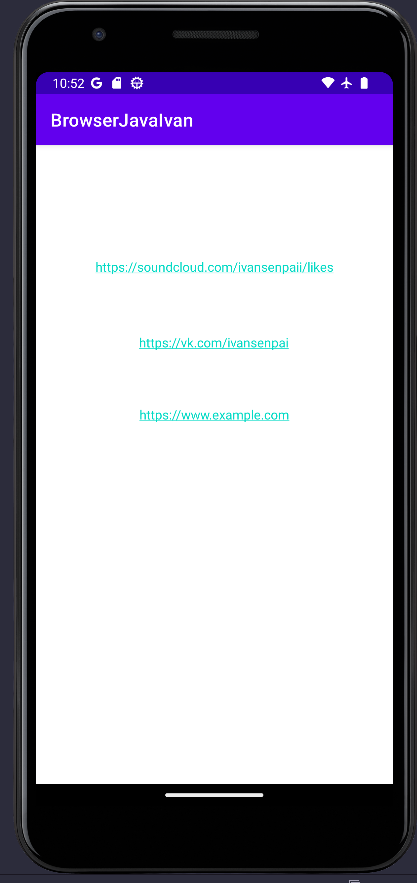 10:52
BrowserJavaIvan
https://soundcloud.com/ivansenpaii/likes
https://vk.com/ivansenpai
https://www.example.com